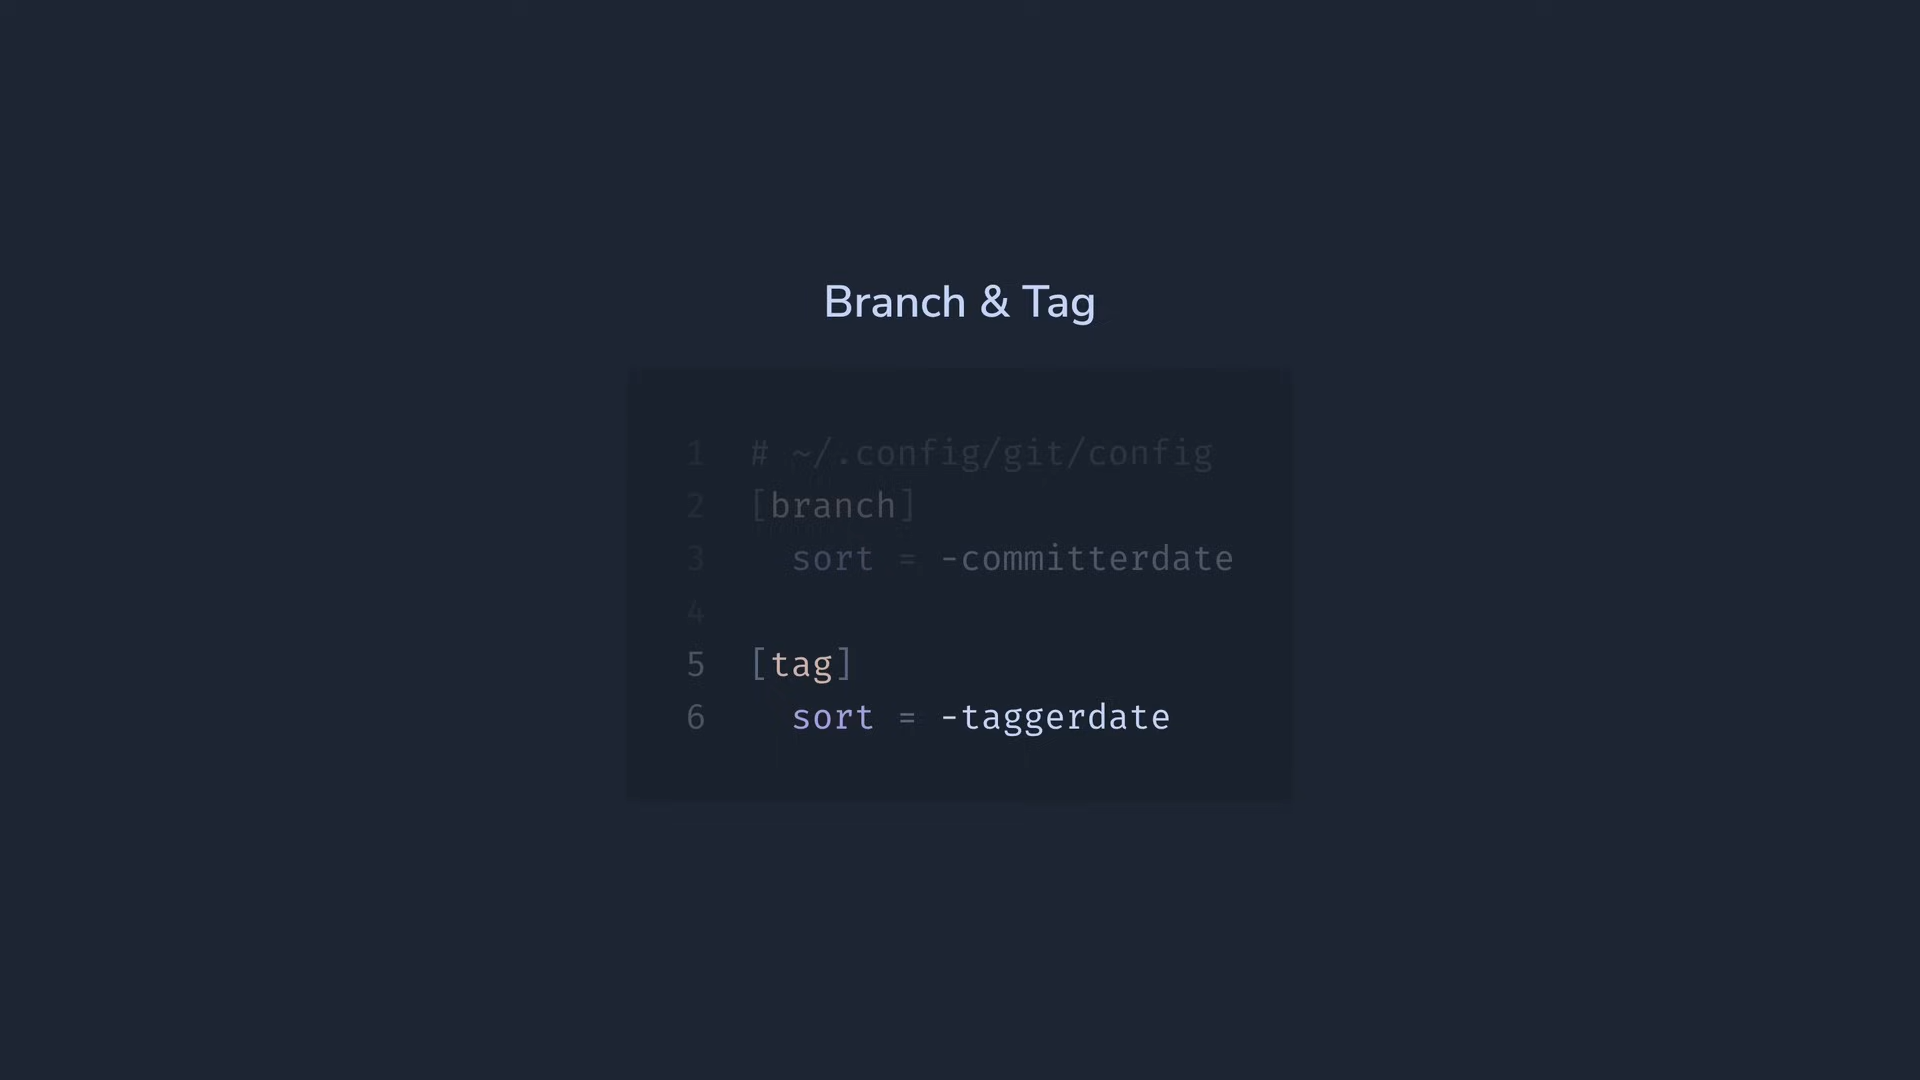 Branch & Tag
1 # ~/.config/git/config
2 [branch]
3   sort = -committerdate
4
5 [tag]
6   sort = -taggerdate